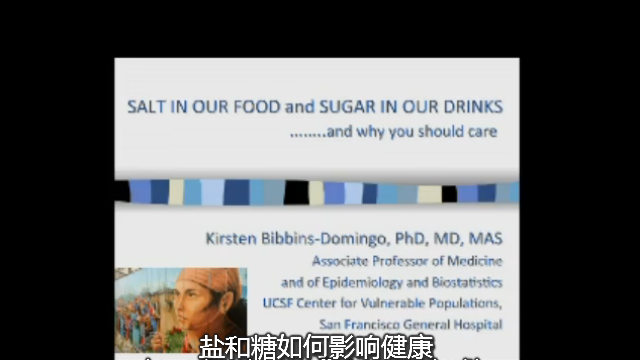 SALT IN OUR FOOD and SUGAR IN OUR DRINKS
........and why you should care
Kirsten Bibbins-Domingo, PhD, MD, MAS
Associate Professor of Medicine
and of Epidemiology and Biostatistics
UCSF Center for Vulnerable Populations,
San Francisco General Hospital
盐和糖如何影响健康